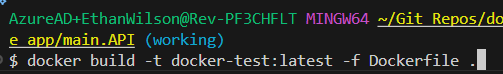 AzureAD+EthanWilson@Rev-PF3CHFLT MINGW64 ~/Git Repos/do
e app/main.API (working)
$ docker build -t docker-test:latest -f Dockerfile .